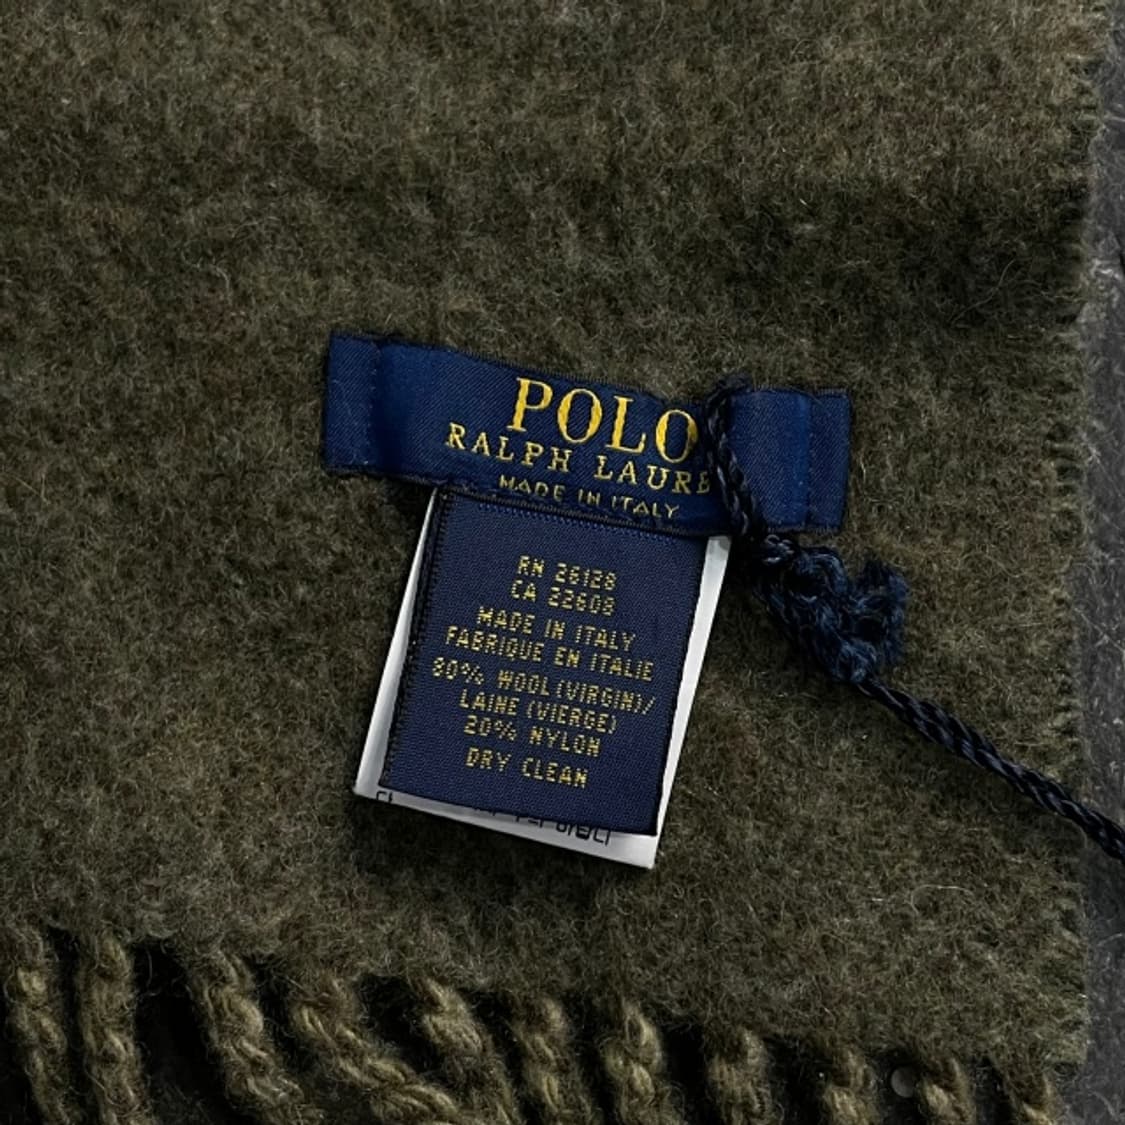 POLO
RALPH LAURE
MADE IN ITALY
RN 26128
CA 22608
MADE IN ITALY
FABRIQUE EN ITALIE
80% WOOL (VIRGIN)/
LAINE (VIERGE)
20% NYLON
DRY CLEAN